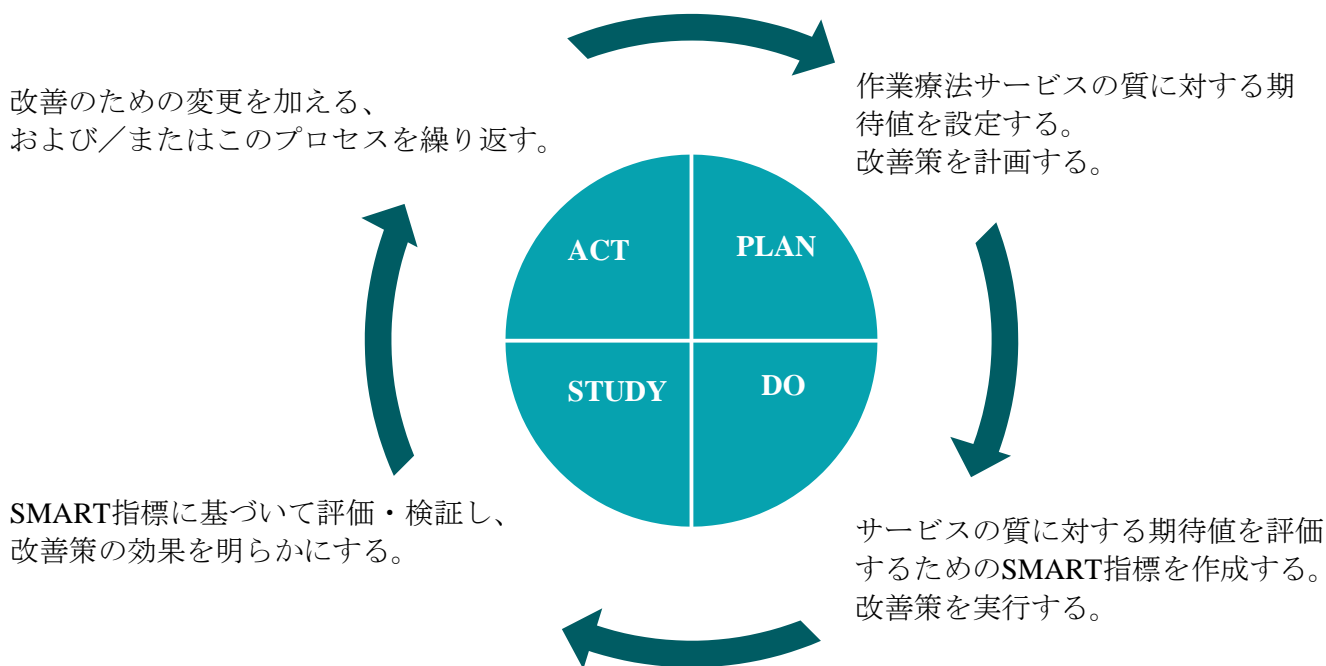 改善のための変更を加える、
および／またはこのプロセスを繰り返す。
作業療法サービスの質に対する期
待値を設定する。
改善策を計画する。
ACT
PLAN
STUDY
DO
SMART指標に基づいて評価・検証し、
改善策の効果を明らかにする。
サービスの質に対する期待値を評価
するためのSMART指標を作成する。
改善策を実行する。